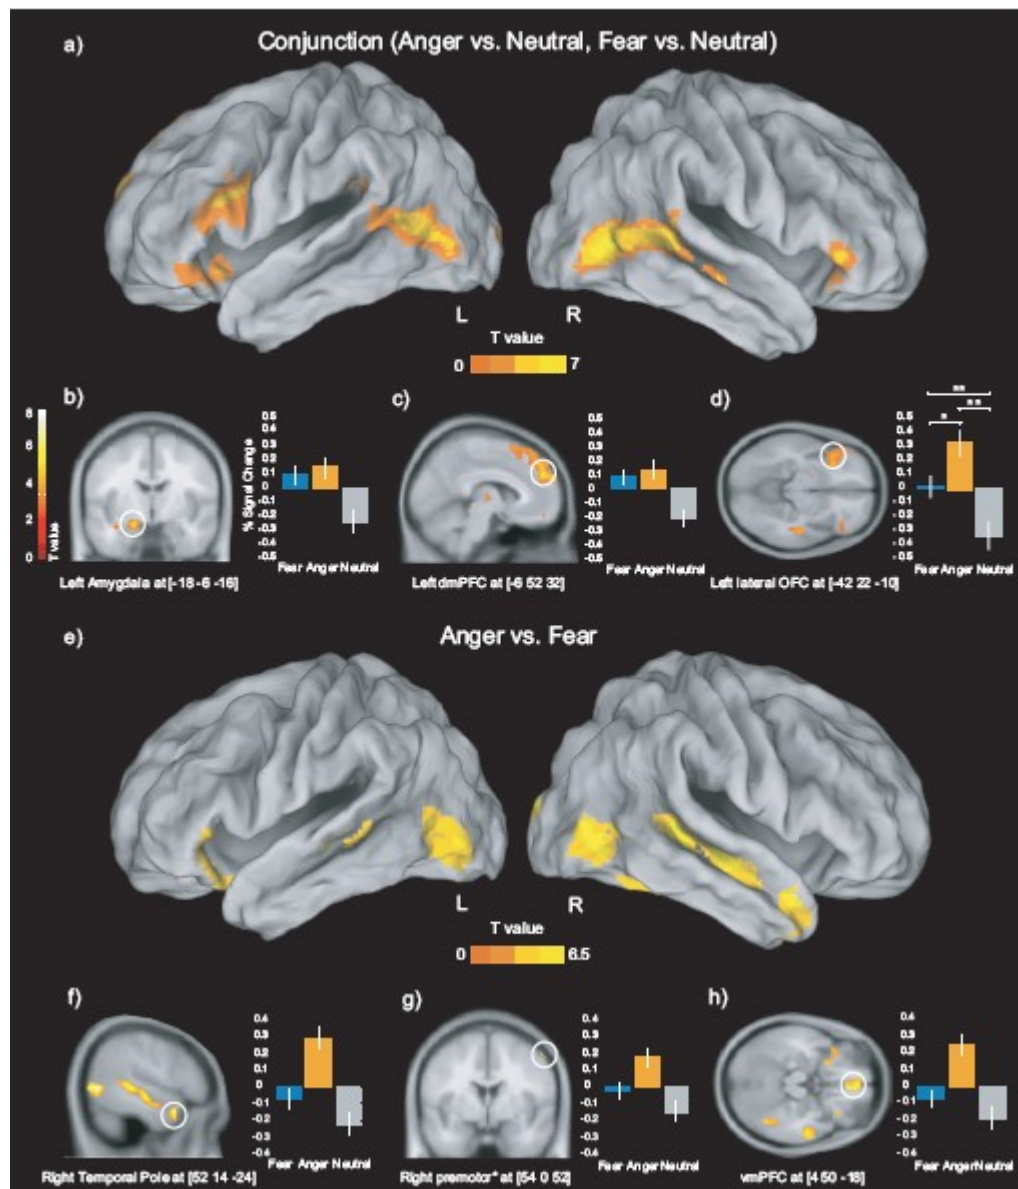 a)
Conjunction (Anger vs. Neutral, Fear vs. Neutral)
L R
T value
0 7
b)
8
6
4
2
0
T value
% Signal Change
0.5
0.4
0.3
0.2
0.1
0
-0.1
-0.2
-0.3
-0.4
-0.5
Fear Anger Neutral
Left Amygdala at [-18 -6 -16]
c)
0.5
0.4
0.3
0.2
0.1
0
-0.1
-0.2
-0.3
-0.4
-0.5
Fear Anger Neutral
Left dmPFC at [-6 52 32]
d)
**
* **
0.5
0.4
0.3
0.2
0.1
0
-0.1
-0.2
-0.3
-0.4
-0.5
Fear Anger Neutral
Left lateral OFC at [-42 22 -10]
e)
Anger vs. Fear
L R
T value
0 6.5
f)
0.4
0.3
0.2
0.1
0
-0.1
-0.2
-0.3
-0.4
Fear Anger Neutral
Right Temporal Pole at [52 14 -24]
g)
0.4
0.3
0.2
0.1
0
-0.1
-0.2
-0.3
-0.4
Fear Anger Neutral
Right premotor* at [54 0 52]
h)
0.4
0.3
0.2
0.1
0
-0.1
-0.2
-0.3
-0.4
Fear AngerNeutral
vmPFC at [4 50 -18]